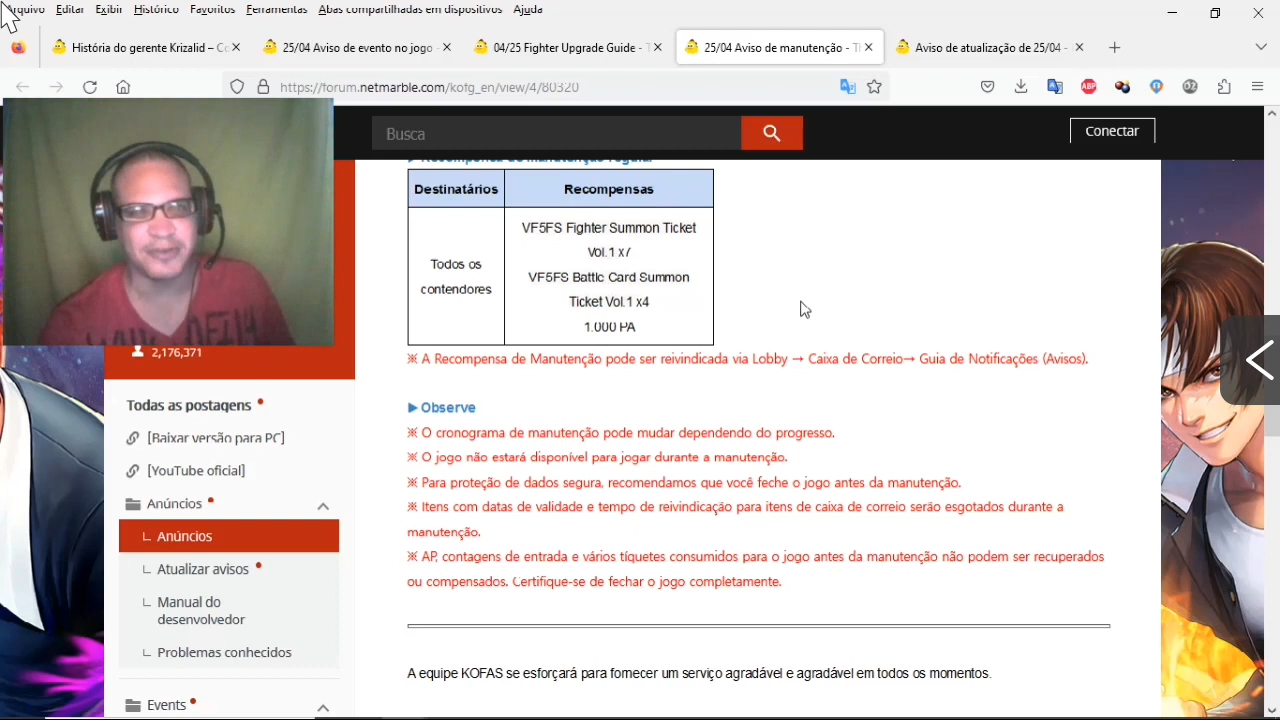 Arquivo Editar Exibir Histórico Favoritos Ferramentas Abas compartilhadas em dispositivos Ajuda
História do gerente Krizalid – Co
25/04 Aviso de evento no jogo -
04/25 Fighter Upgrade Guide - T
25/04 Aviso de manutenção - Th
Aviso de atualização de 25/04 -
https://forum.netmarble.com/kofg_en/view/4/80320
ABP
Busca
Conectar
2,176,371
Todas as postagens
[Baixar versão para PC]
[YouTube oficial]
Anúncios
Anúncios
Atualizar avisos
Manual do
desenvolvedor
Problemas conhecidos
Events
▶ Recompensa de manutenção regular
Destinatários Recompensas
Todos os
contendores
VF5FS Fighter Summon Ticket
Vol.1 x7
VF5FS Battle Card Summon
Ticket Vol.1 x4
1.000 PA
※ A Recompensa de Manutenção pode ser reivindicada via Lobby → Caixa de Correio→ Guia de Notificações (Avisos).
▶ Observe
※ O cronograma de manutenção pode mudar dependendo do progresso.
※ O jogo não estará disponível para jogar durante a manutenção.
※ Para proteção de dados segura, recomendamos que você feche o jogo antes da manutenção.
※ Itens com datas de validade e tempo de reivindicação para itens de caixa de correio serão esgotados durante a
manutenção.
※ AP, contagens de entrada e vários tíquetes consumidos para o jogo antes da manutenção não podem ser recuperados
ou compensados. Certifique-se de fechar o jogo completamente.
A equipe KOFAS se esforçará para fornecer um serviço agradável e agradável em todos os momentos.